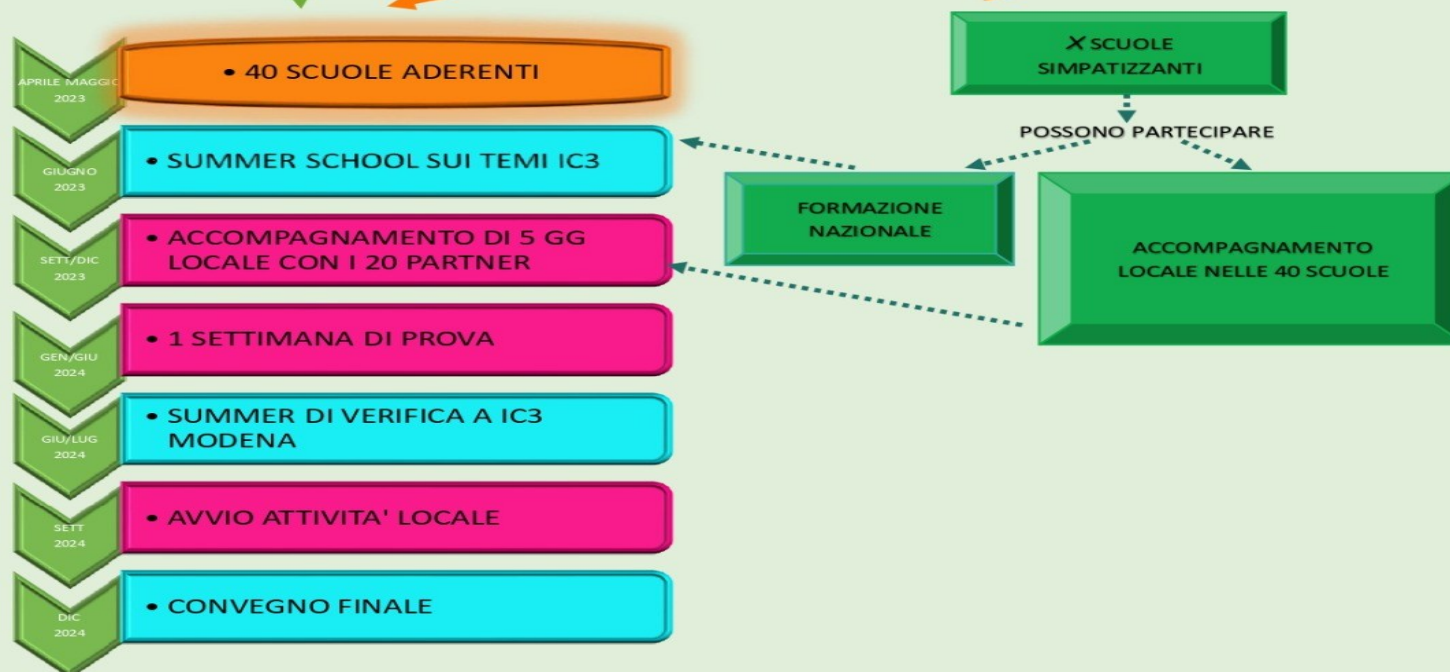 APRILE MAGGIO
2023
• 40 SCUOLE ADERENTI
GIUGNO
2023
• SUMMER SCHOOL SUI TEMI IC3
SETT/DIC
2023
• ACCOMPAGNAMENTO DI 5 GG
LOCALE CON I 20 PARTNER
GEN/GIU
2024
• 1 SETTIMANA DI PROVA
GIU/LUG
2024
• SUMMER DI VERIFICA A IC3
MODENA
SETT
2024
• AVVIO ATTIVITA' LOCALE
DIC
2024
• CONVEGNO FINALE
X SCUOLE
SIMPATIZZANTI
POSSONO PARTECIPARE
FORMAZIONE
NAZIONALE
ACCOMPAGNAMENTO
LOCALE NELLE 40 SCUOLE